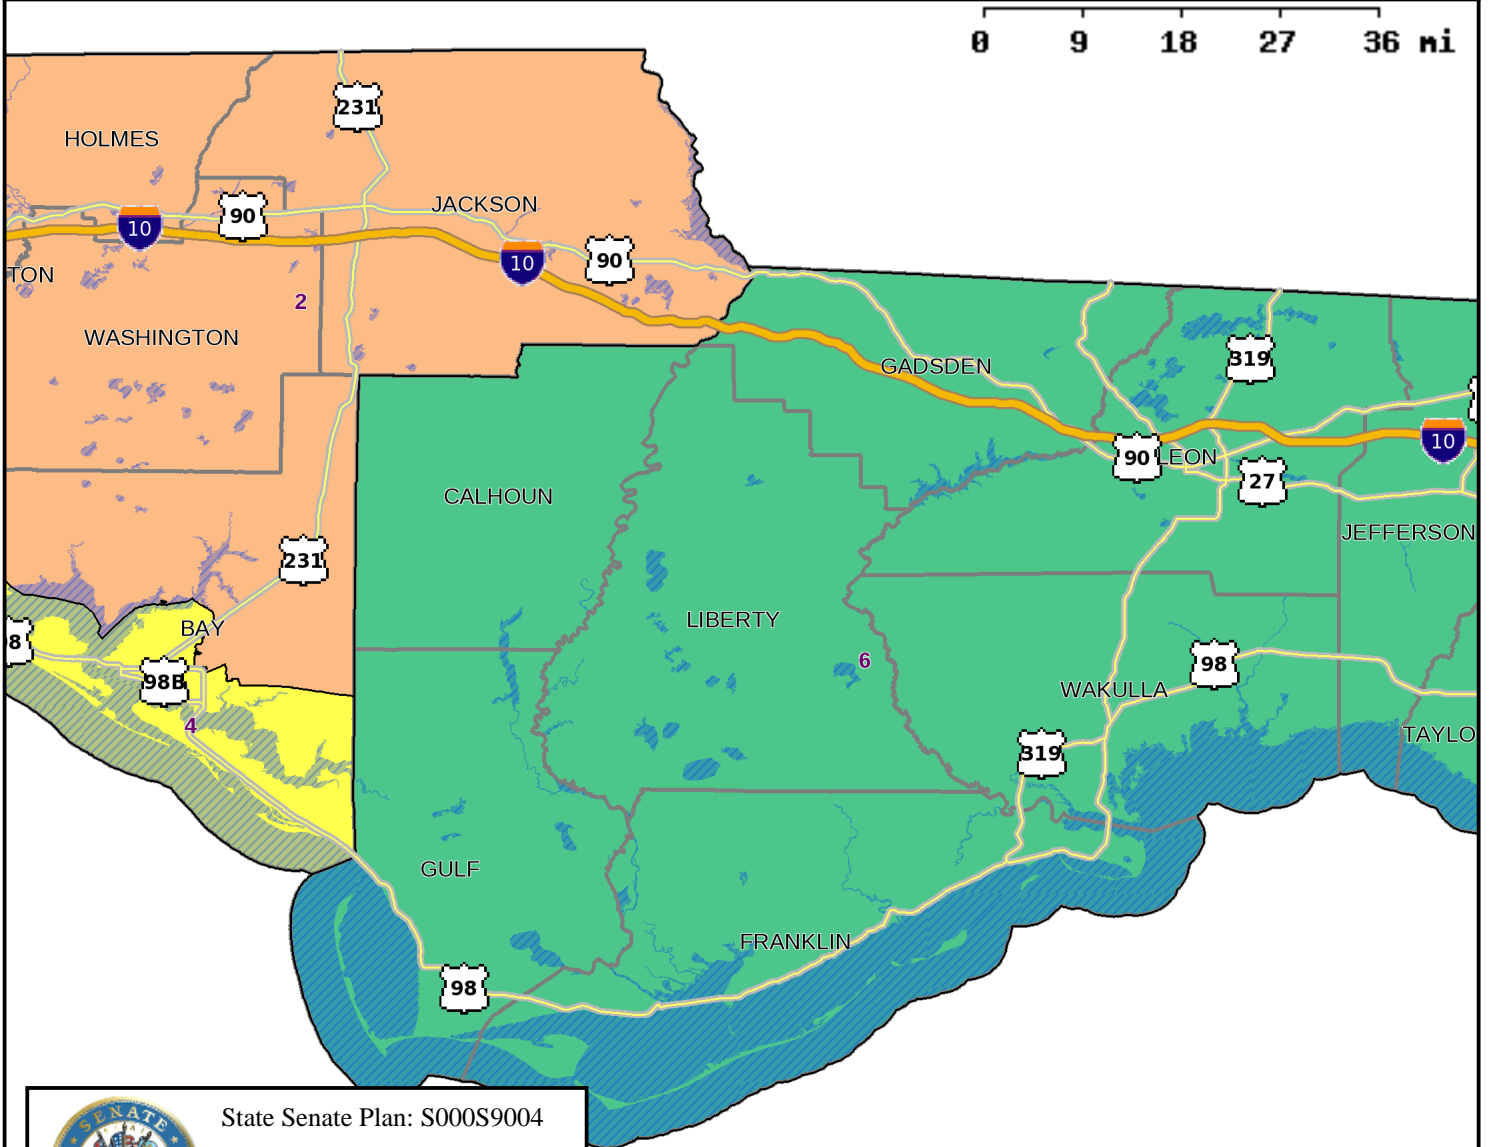 0 9 18 27 36 mi
231
HOLMES
JACKSON
90
10
10
90
TON
2
WASHINGTON
319
GADSDEN
10
90
LEON
27
CALHOUN
JEFFERSON
231
LIBERTY
BAY
8
6
98
98B
WAKULLA
4
TAYLO
319
GULF
FRANKLIN
98
State Senate Plan: S000S9004
SENATE